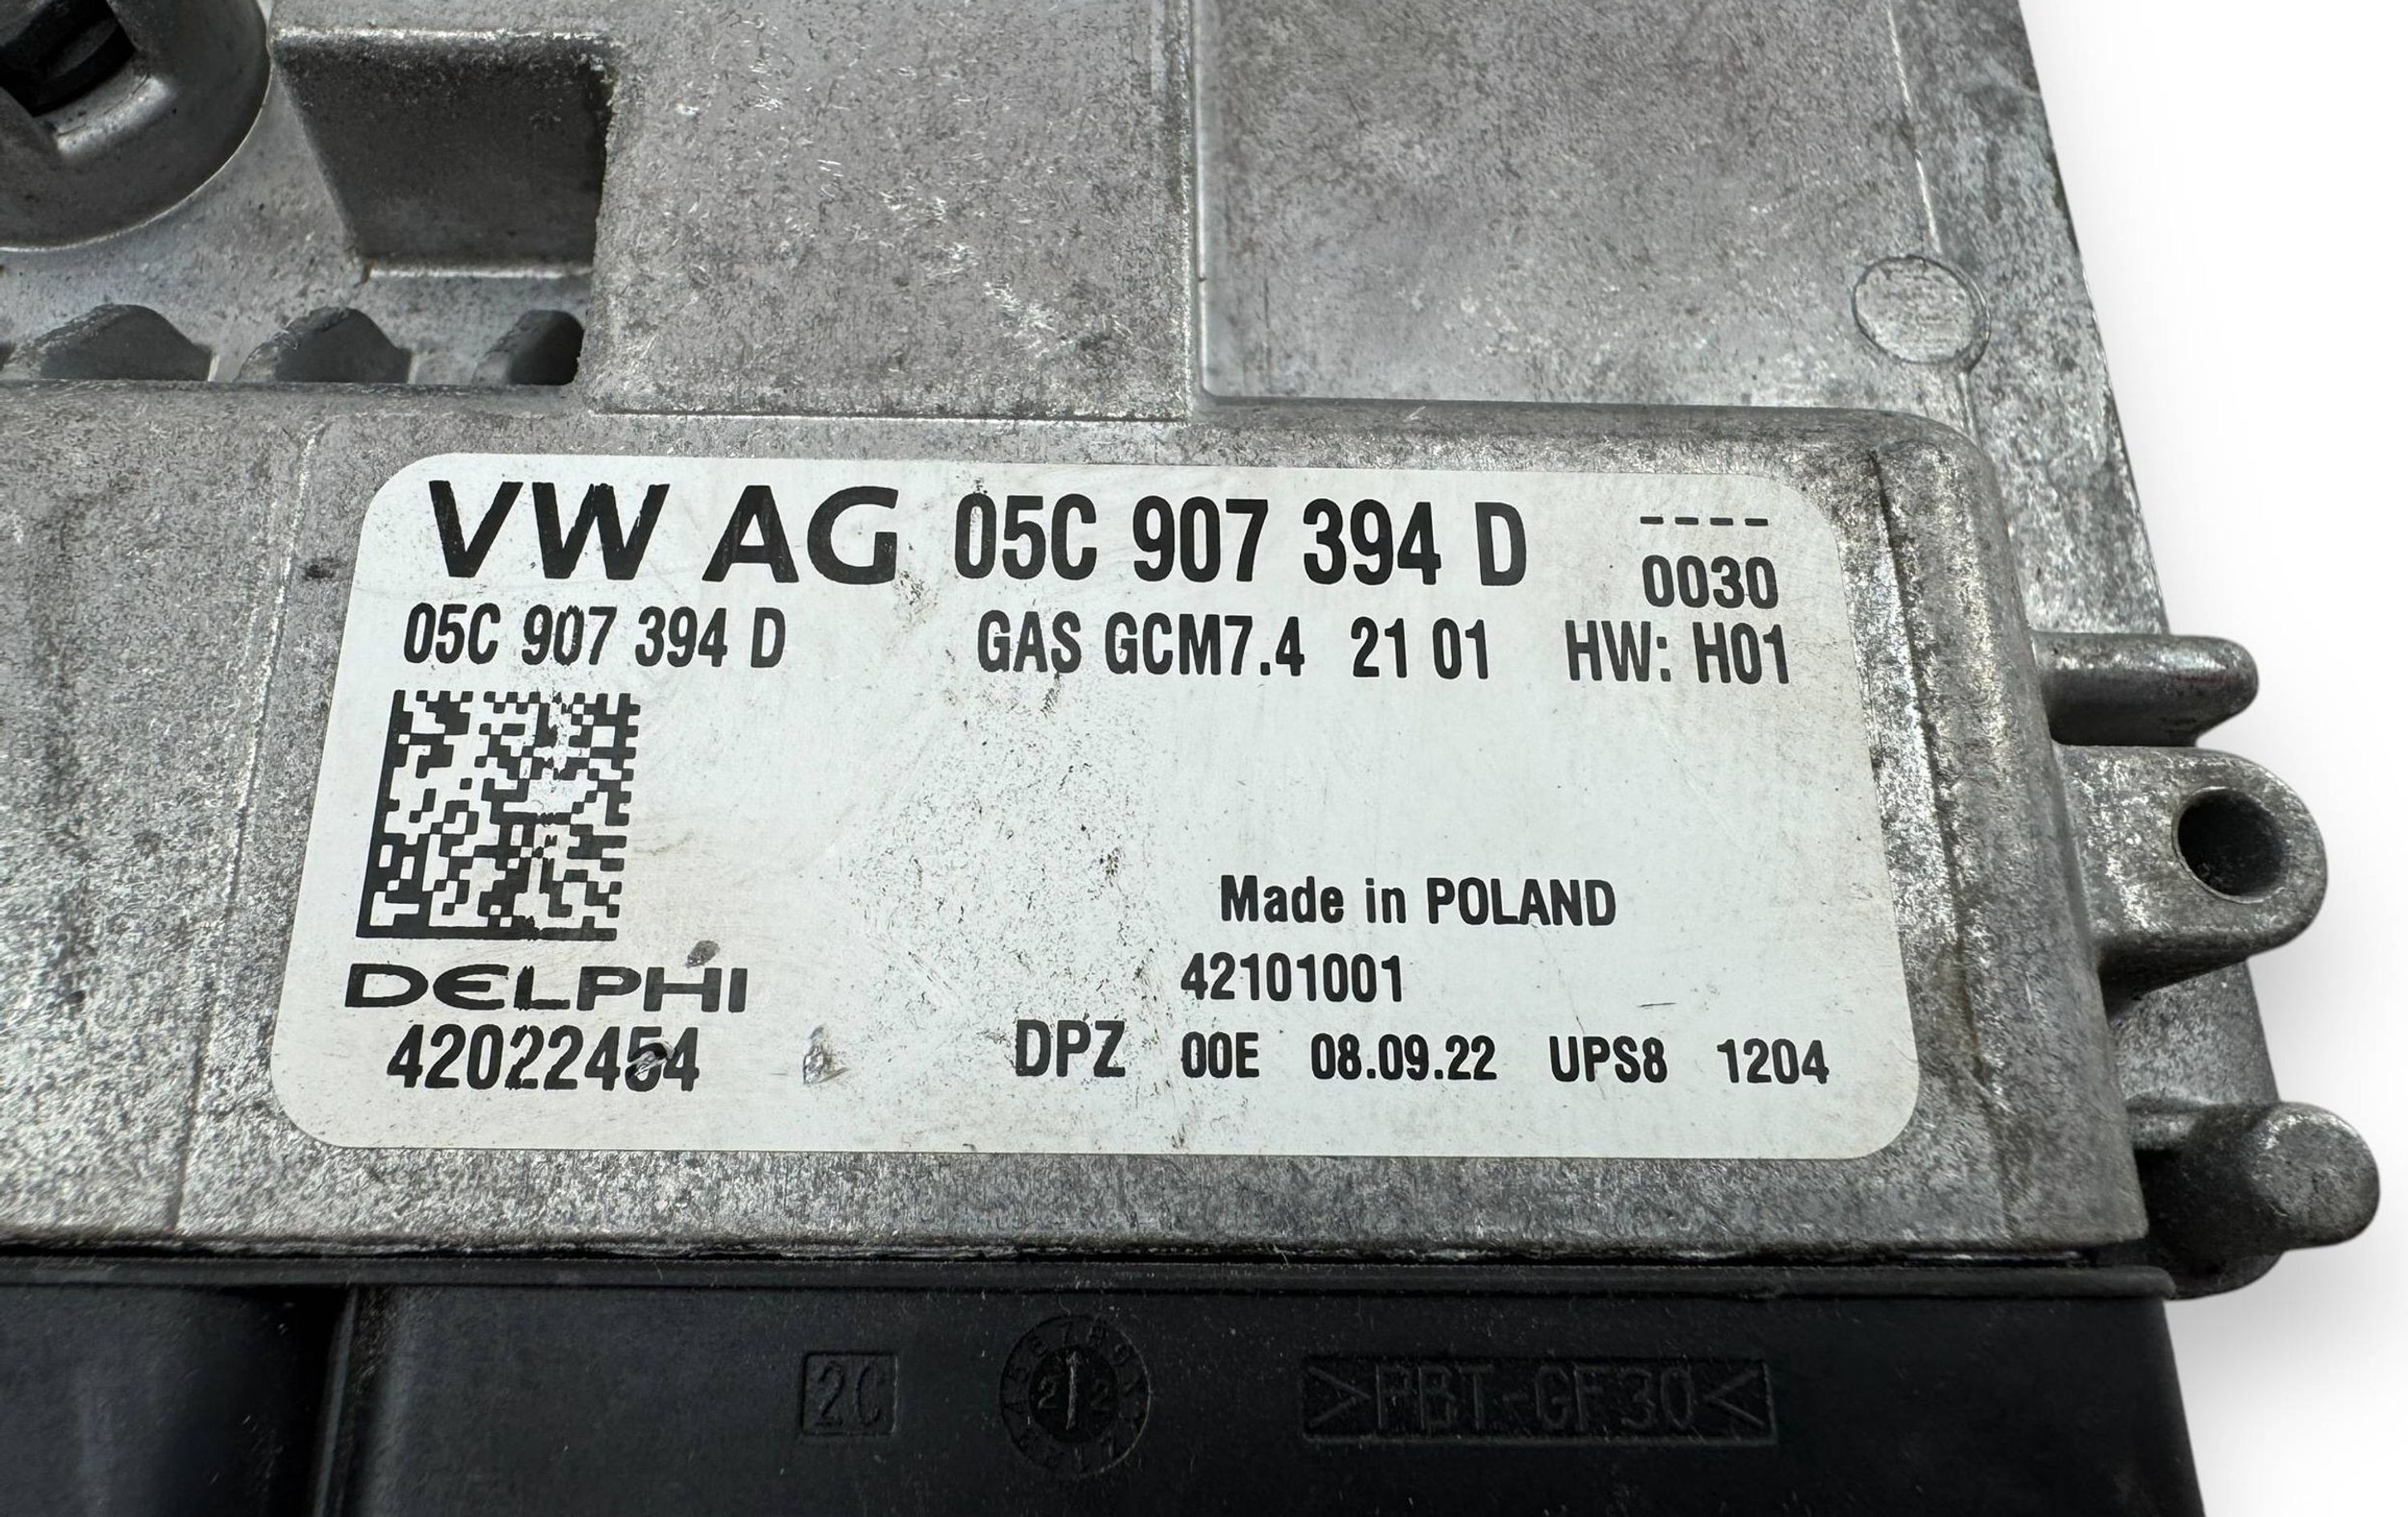 VW AG 05C 907 394 D ----
0030
05C 907 394 D GAS GCM7.4 21 01 HW: H01
Made in POLAND
DELPHI 42101001
42022454 DPZ 00E 08.09.22 UPS8 1204
2C 22 >PBT-GF30<